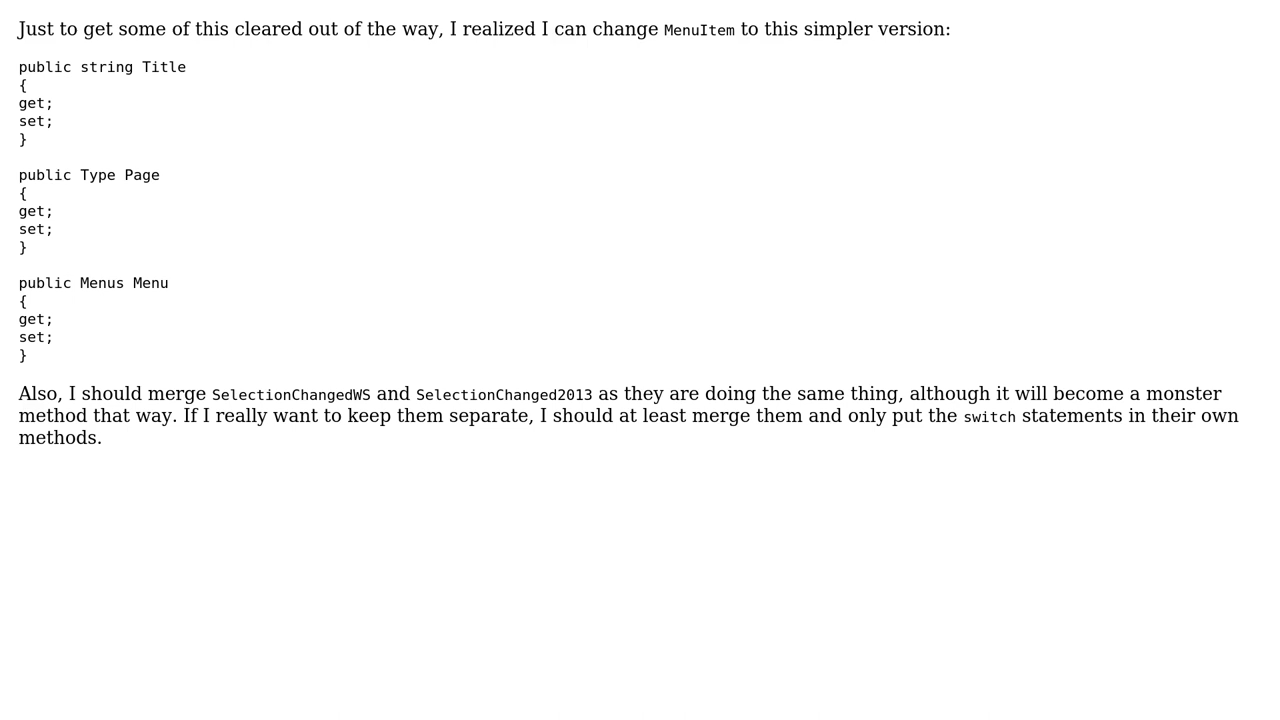 Just to get some of this cleared out of the way, I realized I can change MenuItem to this simpler version:
public string Title
{
get;
set;
}
public Type Page
{
get;
set;
}
public Menus Menu
{
get;
set;
}
Also, I should merge SelectionChangedWS and SelectionChanged2013 as they are doing the same thing, although it will become a monster
method that way. If I really want to keep them separate, I should at least merge them and only put the switch statements in their own
methods.